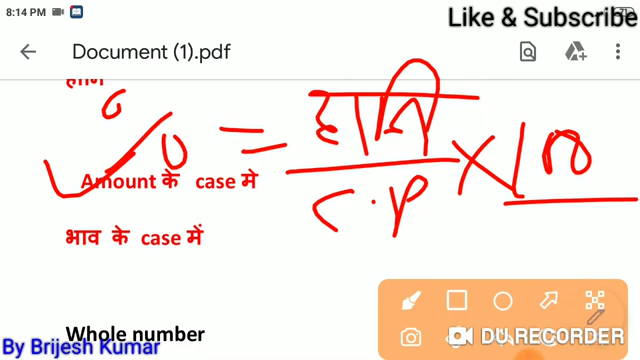 8:14 PM
71
Like & Subscribe
Document (1).pdf
हानि
% = हानि / C.P × 100
Amount के case मे
भाव के case में
Whole number
By Brijesh Kumar
DU RECORDER